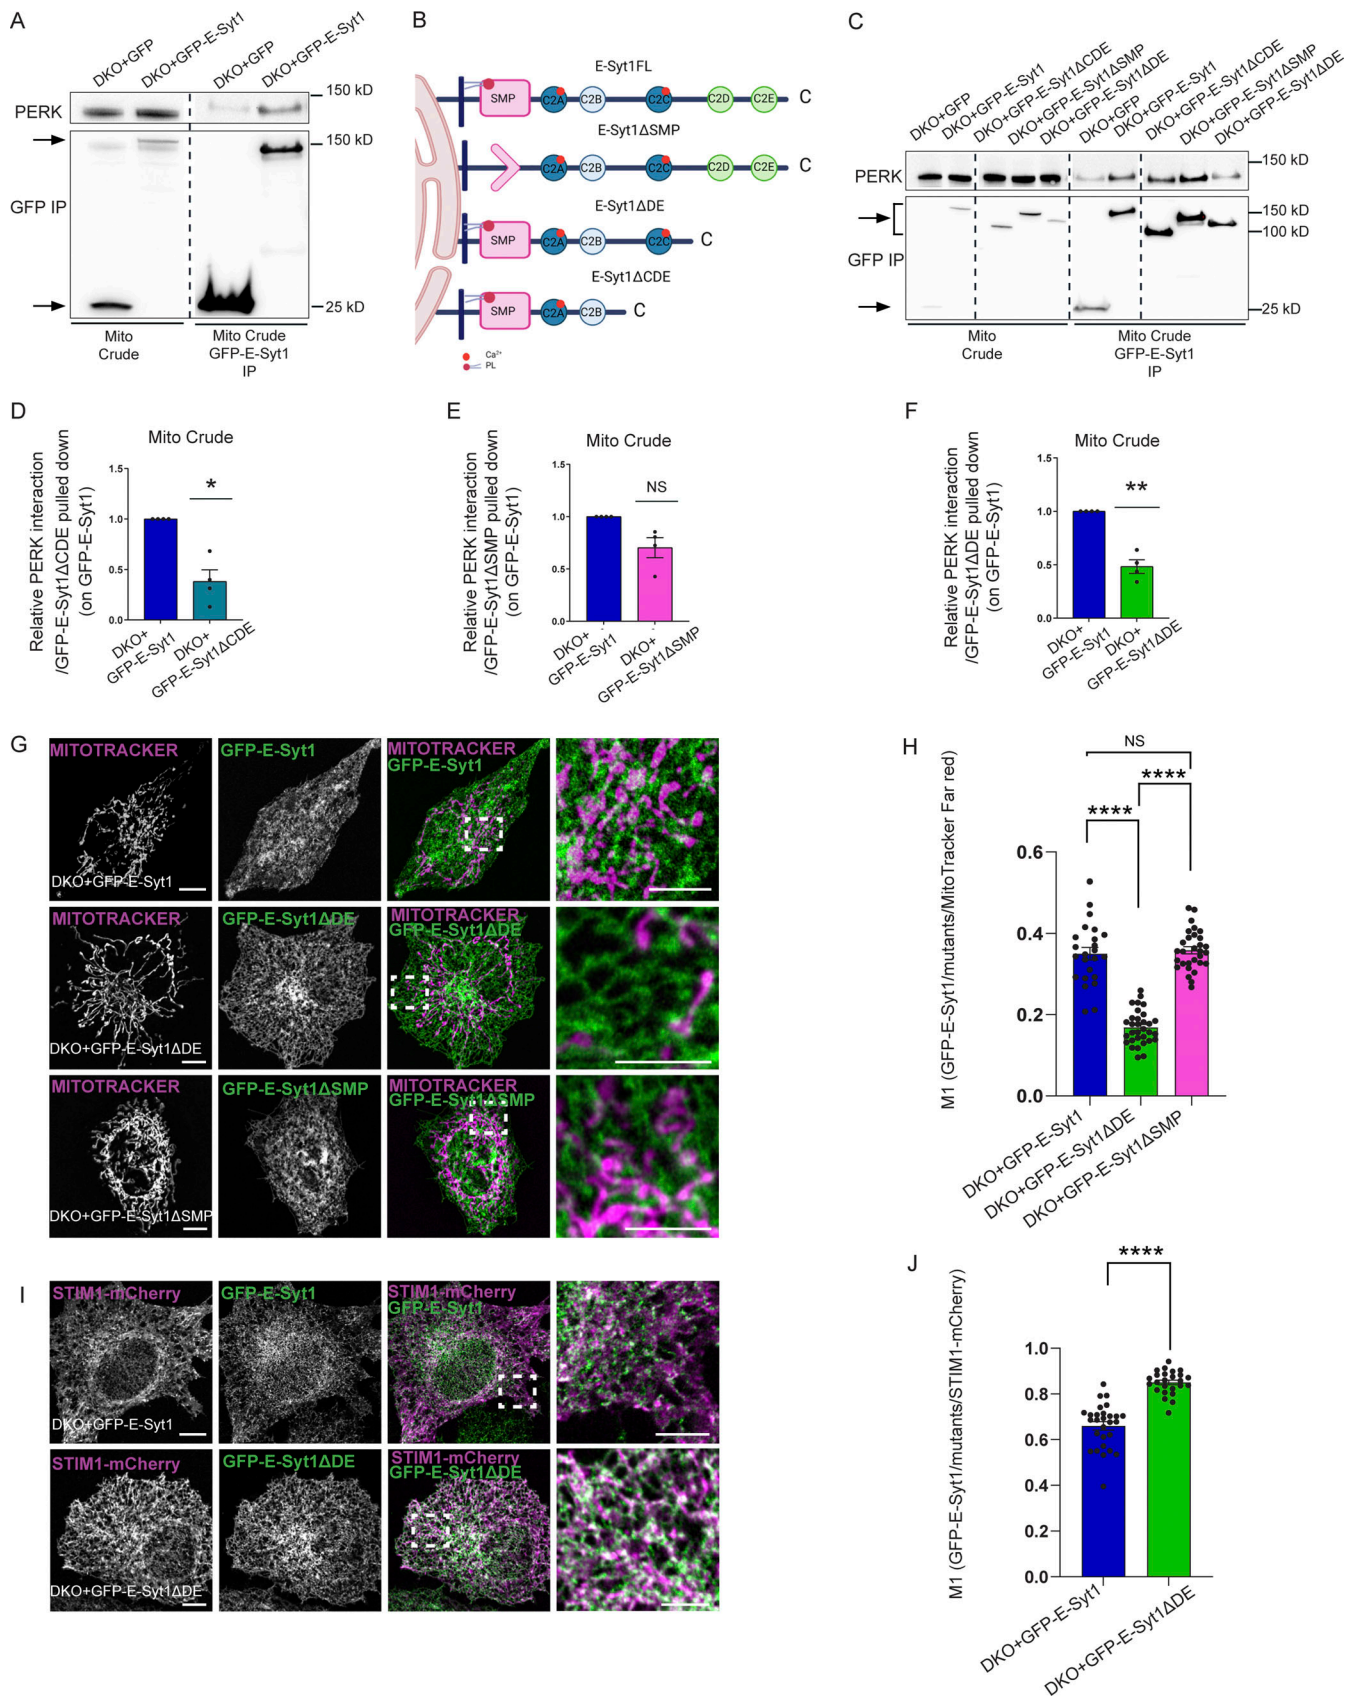 A
DKO+GFP
DKO+GFP-E-Syt1
DKO+GFP
DKO+GFP-E-Syt1
PERK
150 kD
150 kD
GFP IP
25 kD
Mito
Crude
Mito Crude
GFP-E-Syt1
IP
B
E-Syt1FL
SMP
C2A
C2B
C2C
C2D
C2E
C
E-Syt1ΔSMP
C2A
C2B
C2C
C2D
C2E
C
E-Syt1ΔDE
SMP
C2A
C2B
C2C
C
E-Syt1ΔCDE
SMP
C2A
C2B
C
Ca²⁺
PL
C
DKO+GFP
DKO+GFP-E-Syt1
DKO+GFP-E-Syt1ΔCDE
DKO+GFP-E-Syt1ΔSMP
DKO+GFP-E-Syt1ΔDE
DKO+GFP
DKO+GFP-E-Syt1
DKO+GFP-E-Syt1ΔCDE
DKO+GFP-E-Syt1ΔSMP
DKO+GFP-E-Syt1ΔDE
PERK
150 kD
150 kD
100 kD
GFP IP
25 kD
Mito
Crude
Mito Crude
GFP-E-Syt1
IP
D
Mito Crude
Relative PERK interaction
/GFP-E-Syt1ΔCDE pulled down
(on GFP-E-Syt1)
1.5
1.0
0.5
0.0
*
DKO+
GFP-E-Syt1
DKO+
GFP-E-Syt1ΔCDE
E
Mito Crude
Relative PERK interaction
/GFP-E-Syt1ΔSMP pulled down
(on GFP-E-Syt1)
1.5
1.0
0.5
0.0
NS
DKO+
GFP-E-Syt1
DKO+
GFP-E-Syt1ΔSMP
F
Mito Crude
Relative PERK interaction
/GFP-E-Syt1ΔDE pulled down
(on GFP-E-Syt1)
1.5
1.0
0.5
0.0
**
DKO+
GFP-E-Syt1
DKO+
GFP-E-Syt1ΔDE
G
MITOTRACKER
DKO+GFP-E-Syt1
GFP-E-Syt1
MITOTRACKER
GFP-E-Syt1
MITOTRACKER
DKO+GFP-E-Syt1ΔDE
GFP-E-Syt1ΔDE
MITOTRACKER
GFP-E-Syt1ΔDE
MITOTRACKER
DKO+GFP-E-Syt1ΔSMP
GFP-E-Syt1ΔSMP
MITOTRACKER
GFP-E-Syt1ΔSMP
H
M1 (GFP-E-Syt1/mutants/MitoTracker Far red)
NS
****
****
0.6
0.4
0.2
0.0
DKO+GFP-E-Syt1
DKO+GFP-E-Syt1ΔDE
DKO+GFP-E-Syt1ΔSMP
I
STIM1-mCherry
DKO+GFP-E-Syt1
GFP-E-Syt1
STIM1-mCherry
GFP-E-Syt1
STIM1-mCherry
DKO+GFP-E-Syt1ΔDE
GFP-E-Syt1ΔDE
STIM1-mCherry
GFP-E-Syt1ΔDE
J
M1 (GFP-E-Syt1/mutants/STIM1-mCherry)
****
1.0
0.8
0.6
0.4
0.2
0.0
DKO+GFP-E-Syt1
DKO+GFP-E-Syt1ΔDE